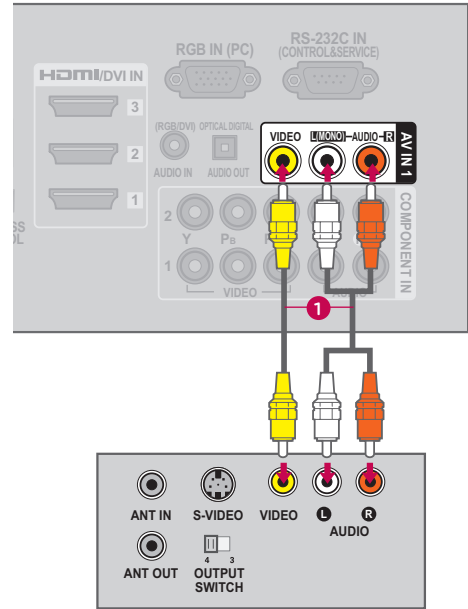 RGB IN (PC)
RS-232C IN
(CONTROL&SERVICE)
HDMI/DVI IN
3
2
1
(RGB/DVI) OPTICAL DIGITAL
AUDIO IN AUDIO OUT
VIDEO L(MONO) AUDIO R
AV IN 1
COMPONENT IN
2
Y PB
1
VIDEO
1
ANT IN S-VIDEO VIDEO L R
AUDIO
ANT OUT
4 3
OUTPUT
SWITCH